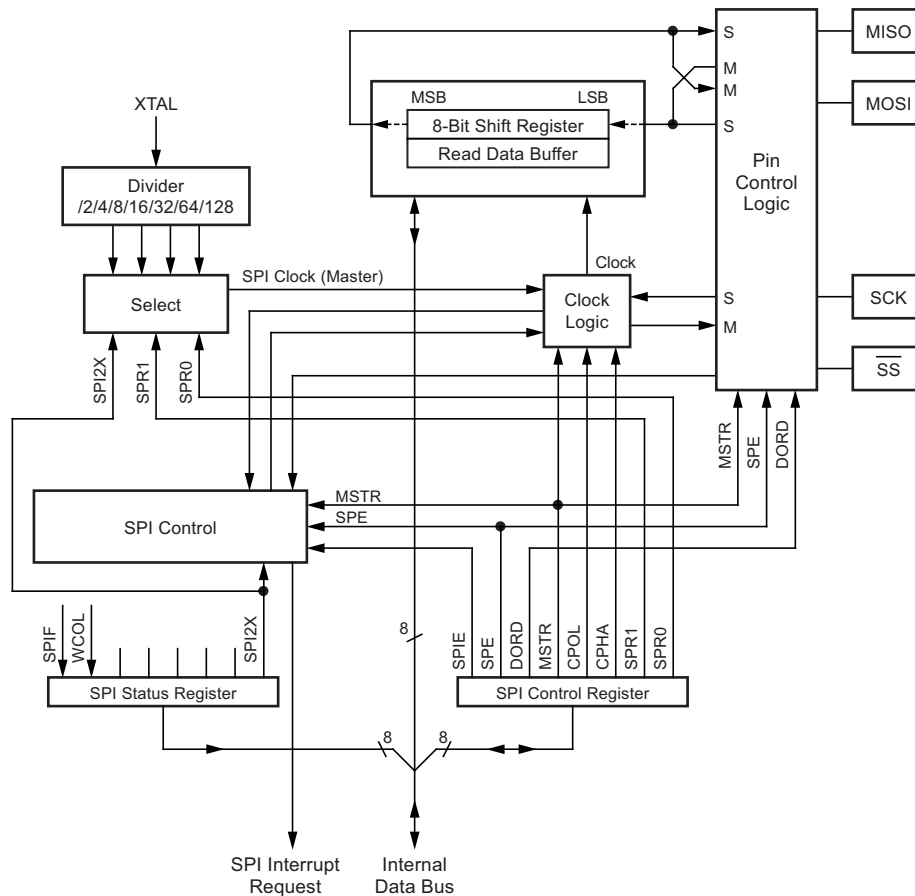 MISO
MOSI
SCK
SS
S
M
M
S
Pin
Control
Logic
S
M
MSTR
SPE
DORD
MSB
LSB
8-Bit Shift Register
Read Data Buffer
XTAL
Divider
/2/4/8/16/32/64/128
Select
SPI Clock (Master)
Clock
Clock
Logic
SPI2X
SPR1
SPR0
SPI Control
MSTR
SPE
SPIF
WCOL
SPI2X
SPI Status Register
8
SPIE
SPE
DORD
MSTR
CPOL
CPHA
SPR1
SPR0
SPI Control Register
8
8
SPI Interrupt
Request
Internal
Data Bus